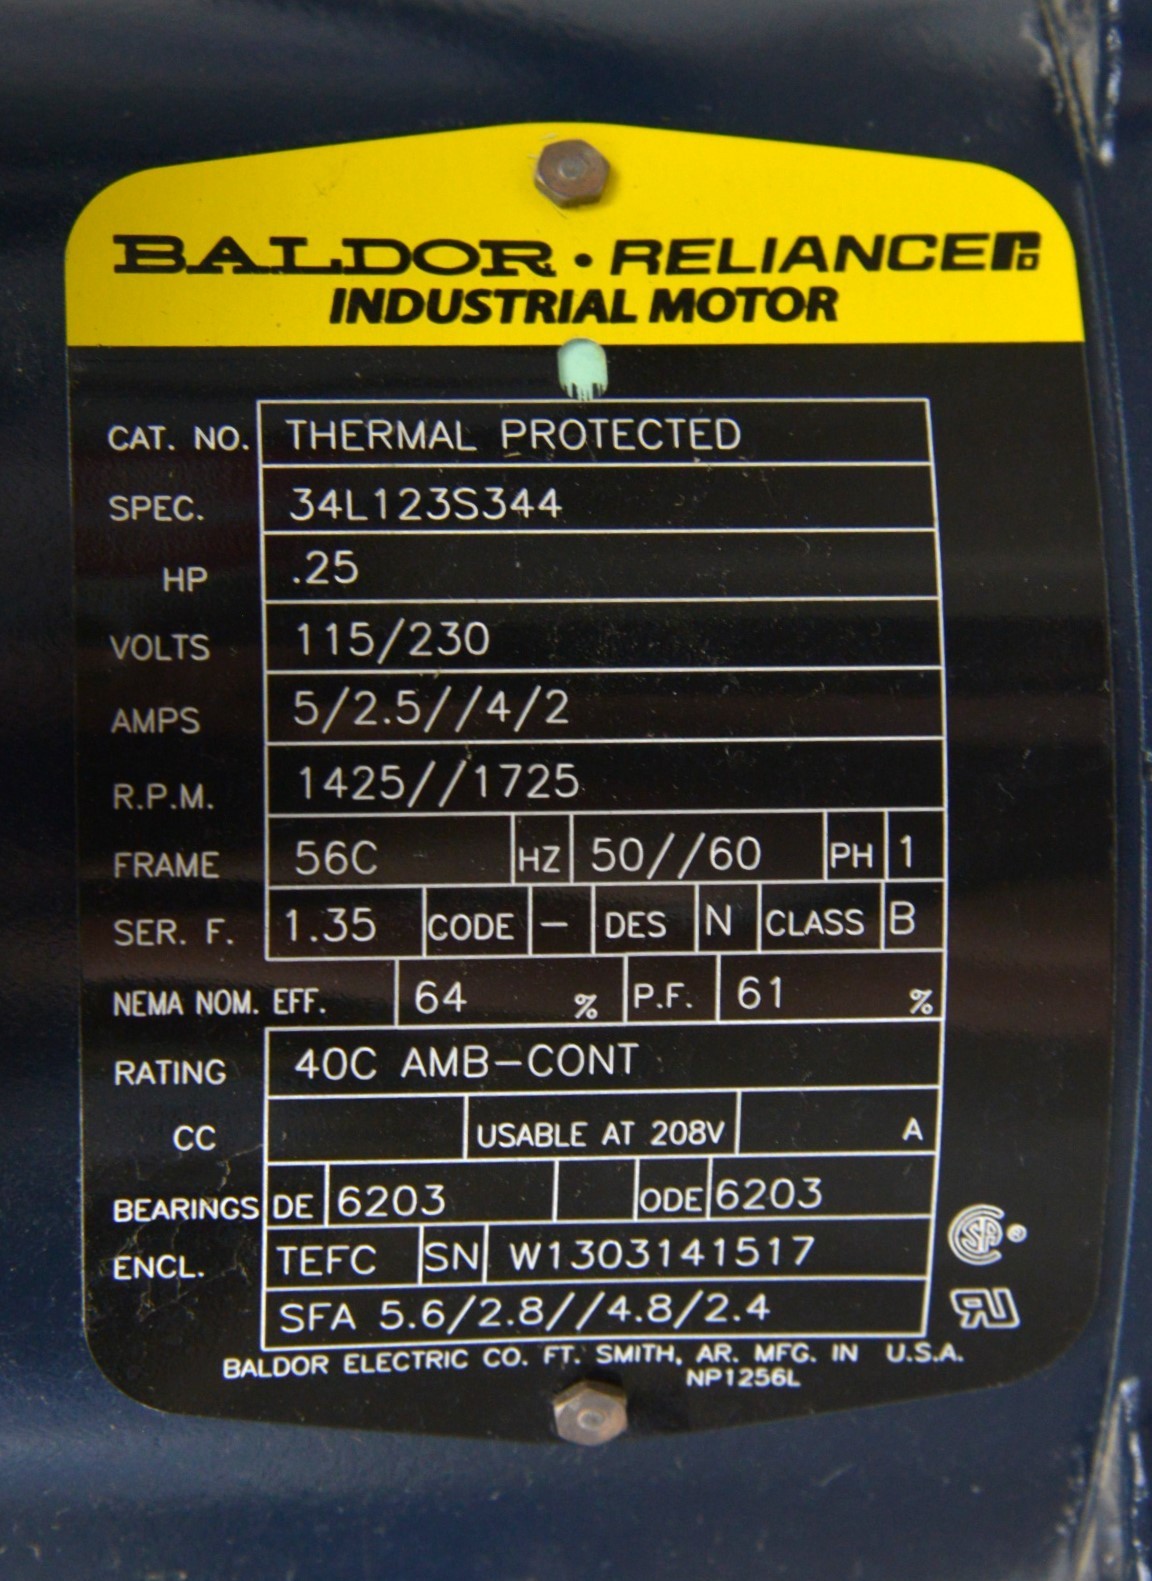 BALDOR • RELIANCE
INDUSTRIAL MOTOR
CAT. NO. THERMAL PROTECTED
SPEC. 34L123S344
HP .25
VOLTS 115/230
AMPS 5/2.5//4/2
R.P.M. 1425//1725
FRAME 56C HZ 50//60 PH 1
SER. F. 1.35 CODE - DES N CLASS B
NEMA NOM. EFF. 64 % P.F. 61 %
RATING 40C AMB-CONT
CC USABLE AT 208V A
BEARINGS DE 6203 ODE 6203
ENCL. TEFC SN W1303141517
SFA 5.6/2.8//4.8/2.4
BALDOR ELECTRIC CO. FT. SMITH, AR. MFG. IN U.S.A.
NP1256L
SA ®
RU